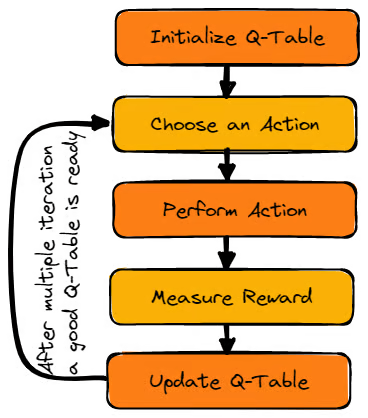 Initialize Q-Table
Choose an Action
Perform Action
Measure Reward
Update Q-Table
After multiple iteration
a good Q-Table is ready